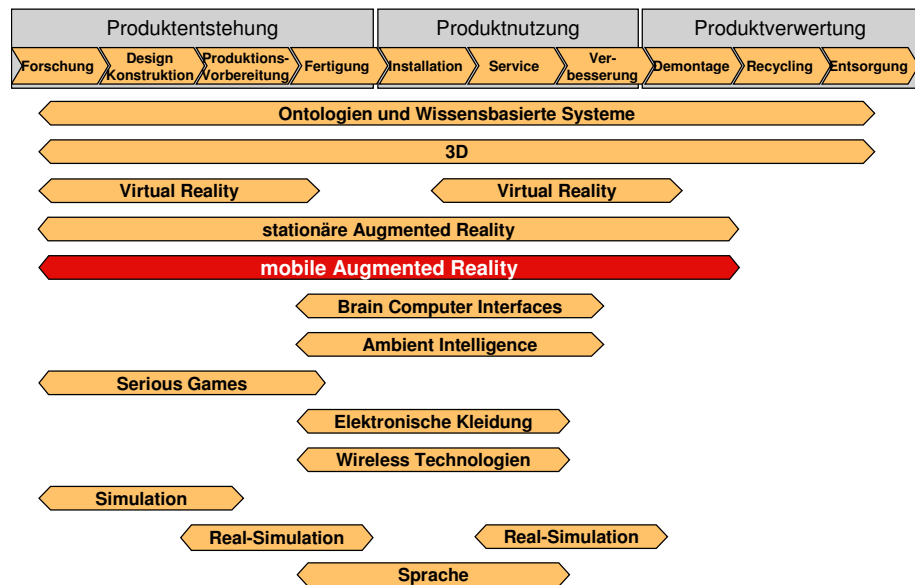 Produktentstehung
Produktnutzung
Produktverwertung
Forschung
Design
Konstruktion
Produktions-
Vorbereitung
Fertigung
Installation
Service
Ver-
besserung
Demontage
Recycling
Entsorgung
Ontologien und Wissensbasierte Systeme
3D
Virtual Reality
Virtual Reality
stationäre Augmented Reality
mobile Augmented Reality
Brain Computer Interfaces
Ambient Intelligence
Serious Games
Elektronische Kleidung
Wireless Technologien
Simulation
Real-Simulation
Real-Simulation
Sprache